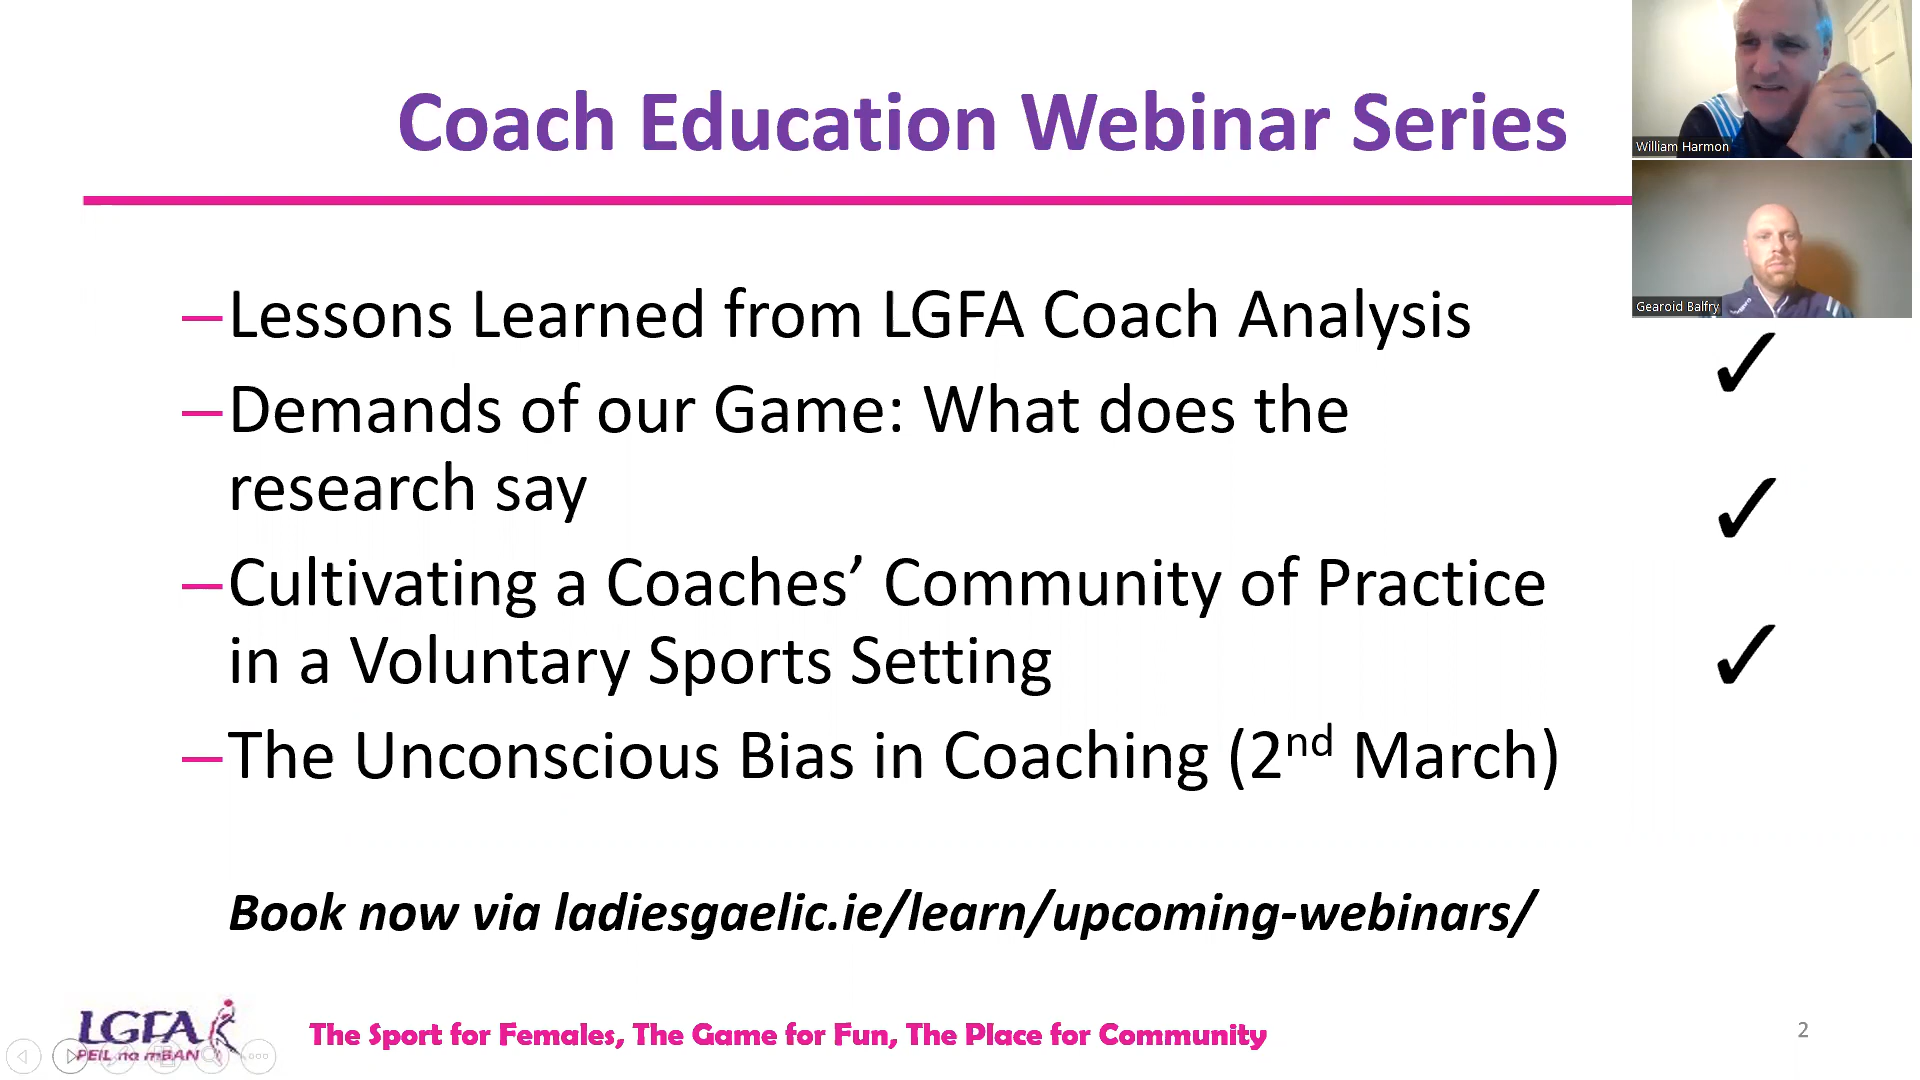 Coach Education Webinar Series
William Harmon
Gearoid Balfry
–Lessons Learned from LGFA Coach Analysis
✓
–Demands of our Game: What does the
research say
✓
–Cultivating a Coaches’ Community of Practice
in a Voluntary Sports Setting
✓
–The Unconscious Bias in Coaching (2nd March)
Book now via ladiesgaelic.ie/learn/upcoming-webinars/
LGFA
PEIL na mBAN
The Sport for Females, The Game for Fun, The Place for Community
2